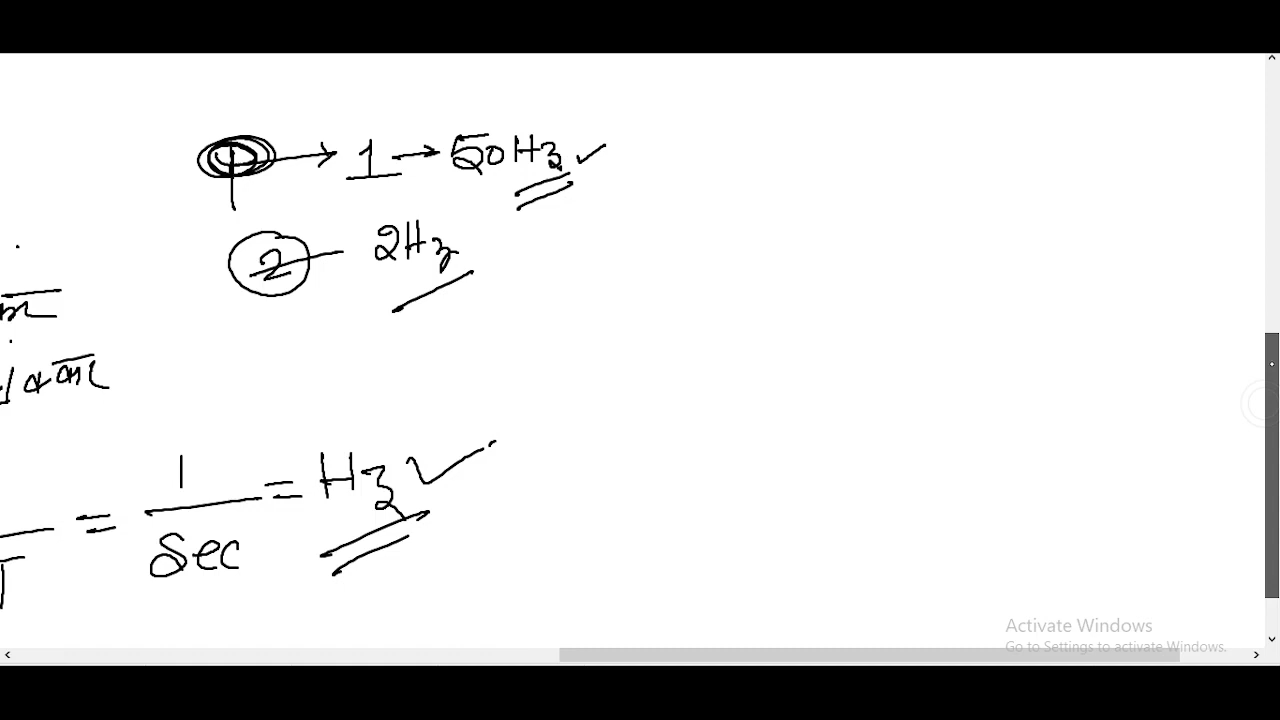 → 1 → 50Hz ✓
2 — 2Hz
= 1/sec = Hz ✓
T
Activate Windows
Go to Settings to activate Windows.